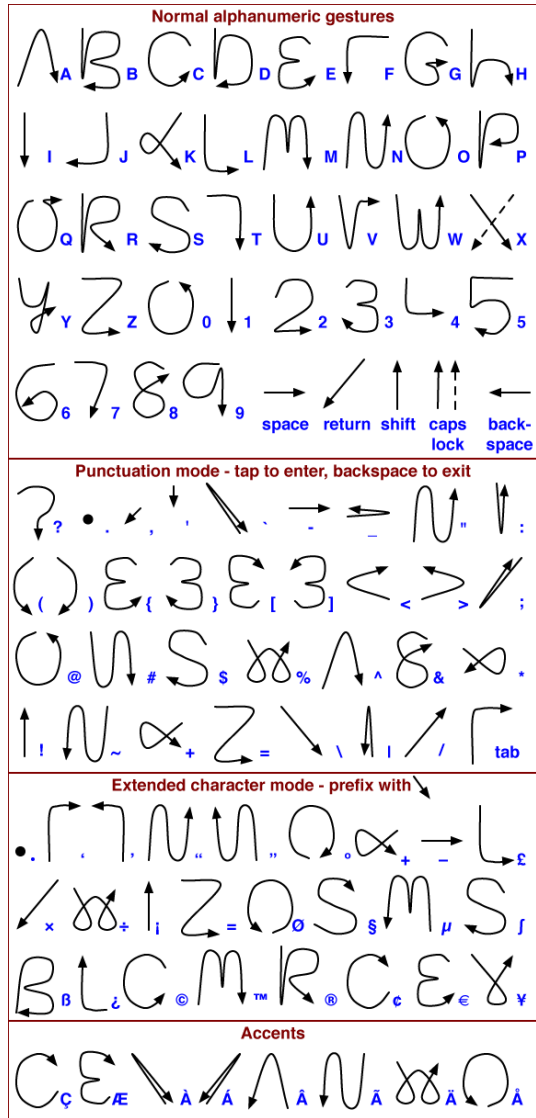 Normal alphanumeric gestures
A B C D E F G H
I J K L M N O P
Q R S T U V W X
Y Z 0 1 2 3 4 5
6 7 8 9 space return shift caps lock back-space
Punctuation mode - tap to enter, backspace to exit
? . , ' ` - _ " :
( ) { } [ ] < > ;
@ # $ % ^ & *
! ~ + = \ | / tab
Extended character mode - prefix with
. ‘ ’ “ ” º + – £
× ÷ ¡ = Ø § µ ∫
ß ¿ © ™ ® ¢ € ¥
Accents
Ç Æ À Á Â Ã Ä Å